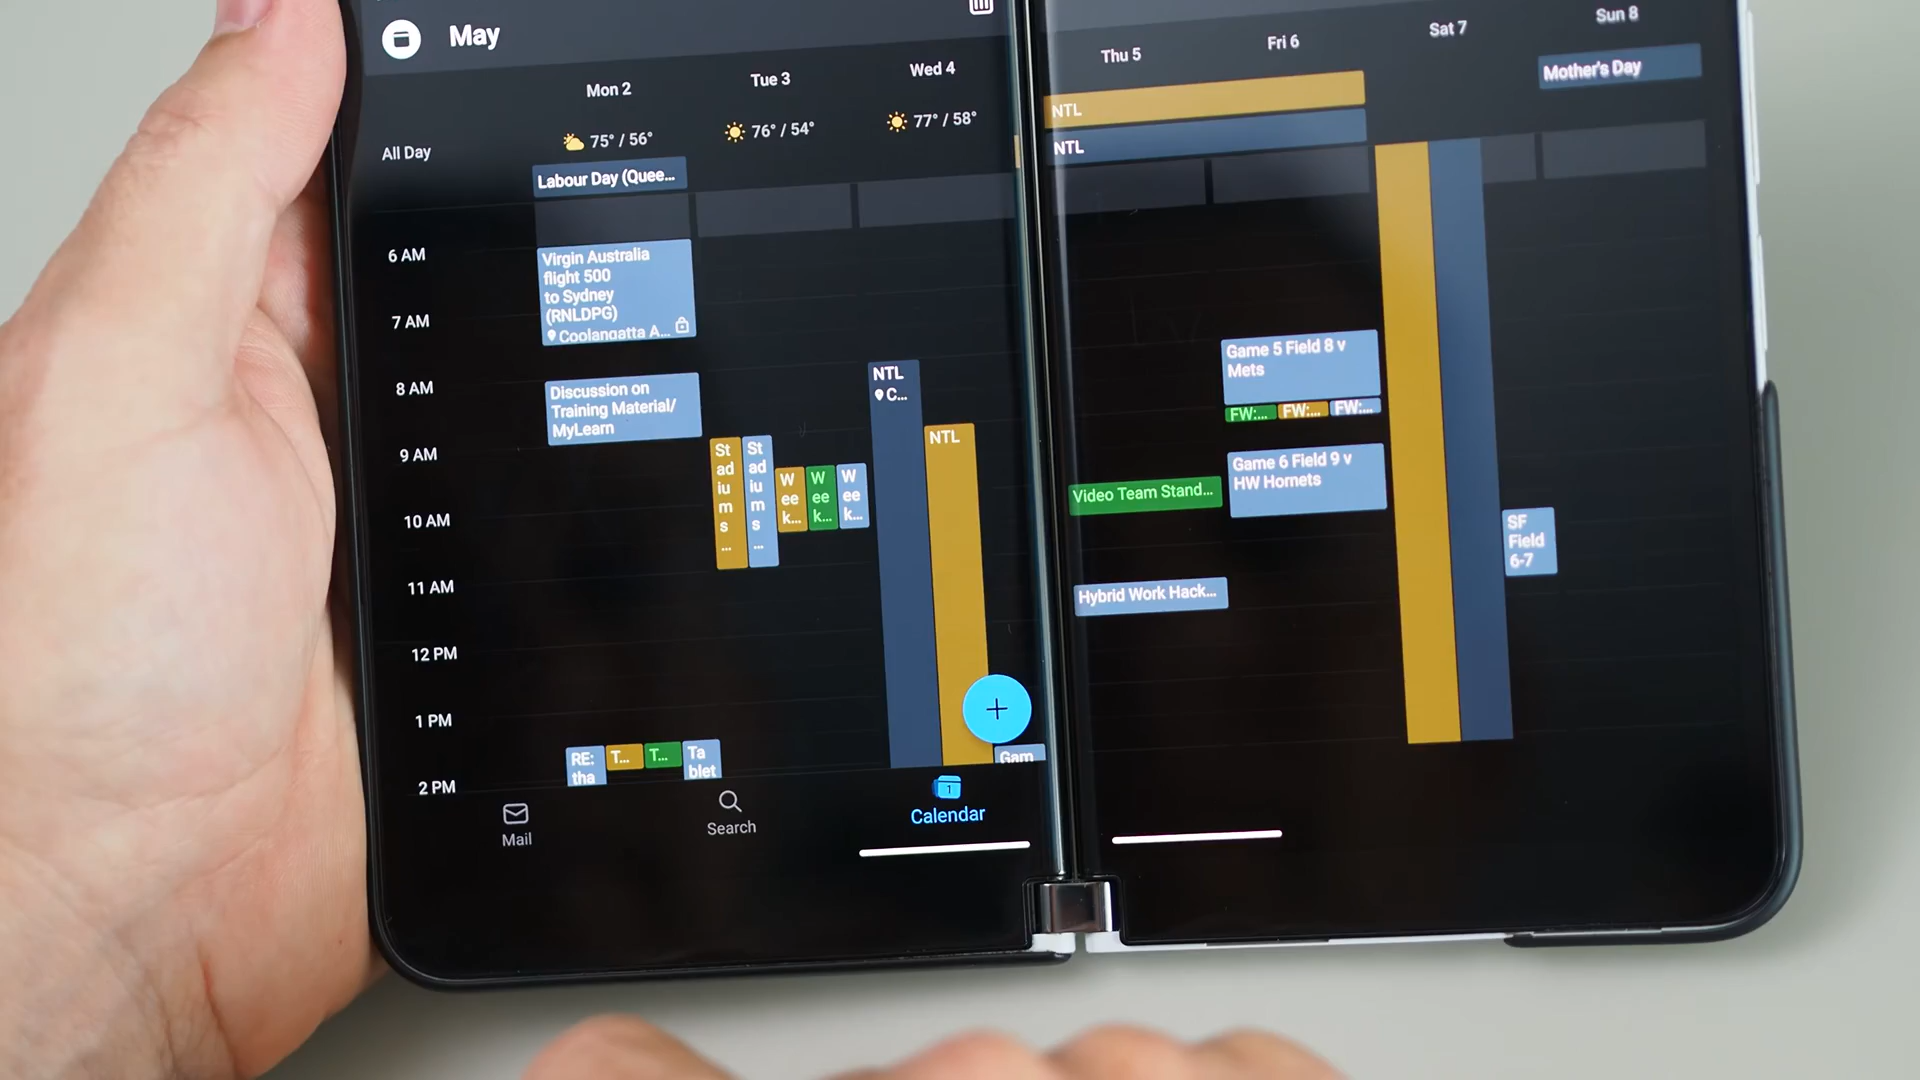 May
Mon 2
Tue 3
Wed 4
Thu 5
Fri 6
Sat 7
Sun 8
75° / 56°
76° / 54°
77° / 58°
All Day
Labour Day (Quee...
NTL
NTL
Mother's Day
6 AM
7 AM
8 AM
9 AM
10 AM
11 AM
12 PM
1 PM
2 PM
Virgin Australia
flight 500
to Sydney
(RNLDPG)
Coolangatta A...
Discussion on
Training Material/
MyLearn
RE:
tha
T...
T...
Ta
blet
St
ad
iu
m
s
...
St
ad
iu
m
s
...
W
ee
k...
W
ee
k...
W
ee
k...
NTL
C...
NTL
Gam
Video Team Stand...
Hybrid Work Hack...
Game 5 Field 8 v
Mets
FW:...
FW:...
FW:...
Game 6 Field 9 v
HW Hornets
SF
Field
6-7
1
Mail
Search
Calendar